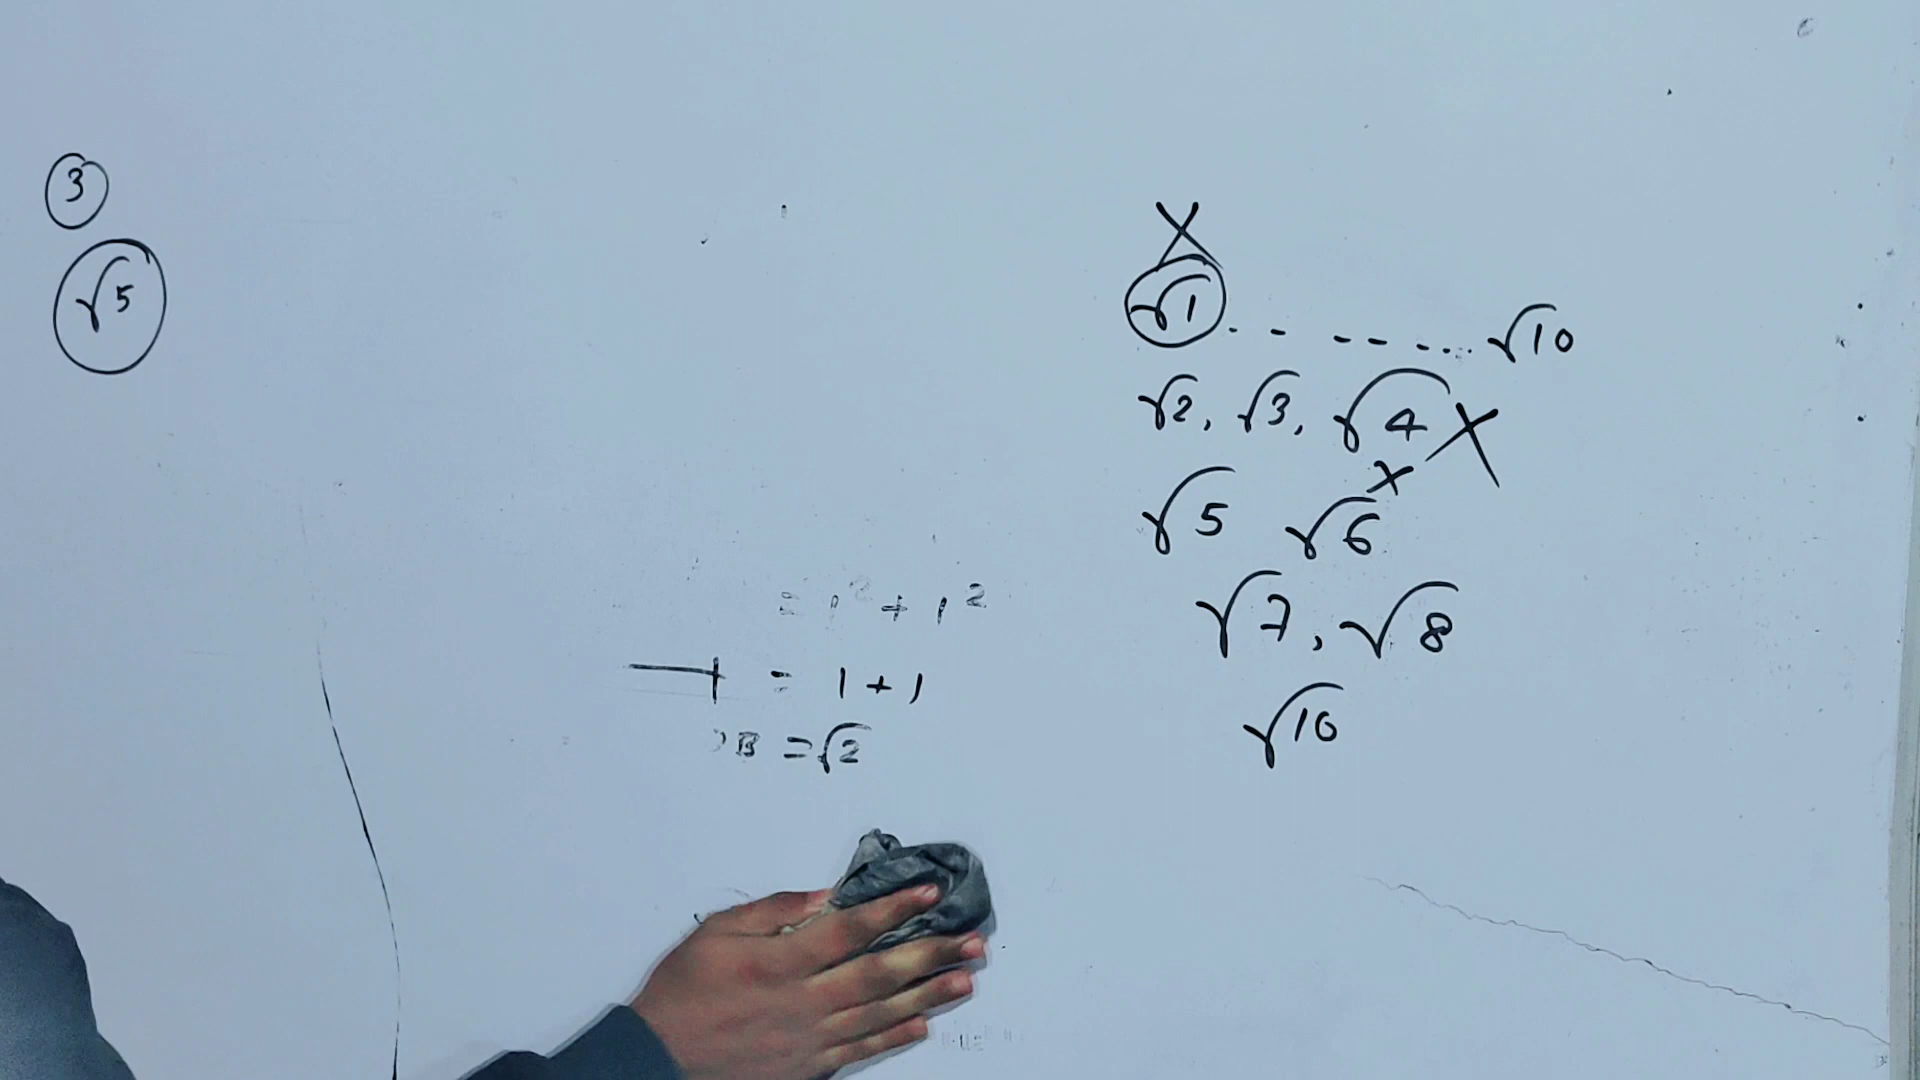 3
√5
= 1² + 1²
= 1 + 1
B = √2
X
√1 - - - - - ... √10
√2, √3, √4 X
√5 √6 X
√7, √8
√10